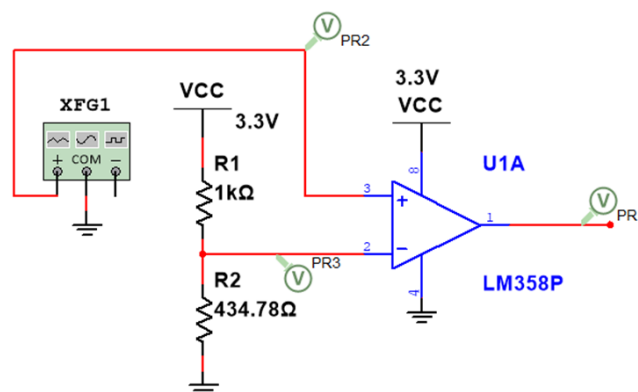 PR2
VCC
3.3V
3.3V
VCC
XFG1
+ COM −
R1
1kΩ
U1A
8
3
+
1
PR
2
−
PR3
R2
434.78Ω
4
LM358P
V
V
V